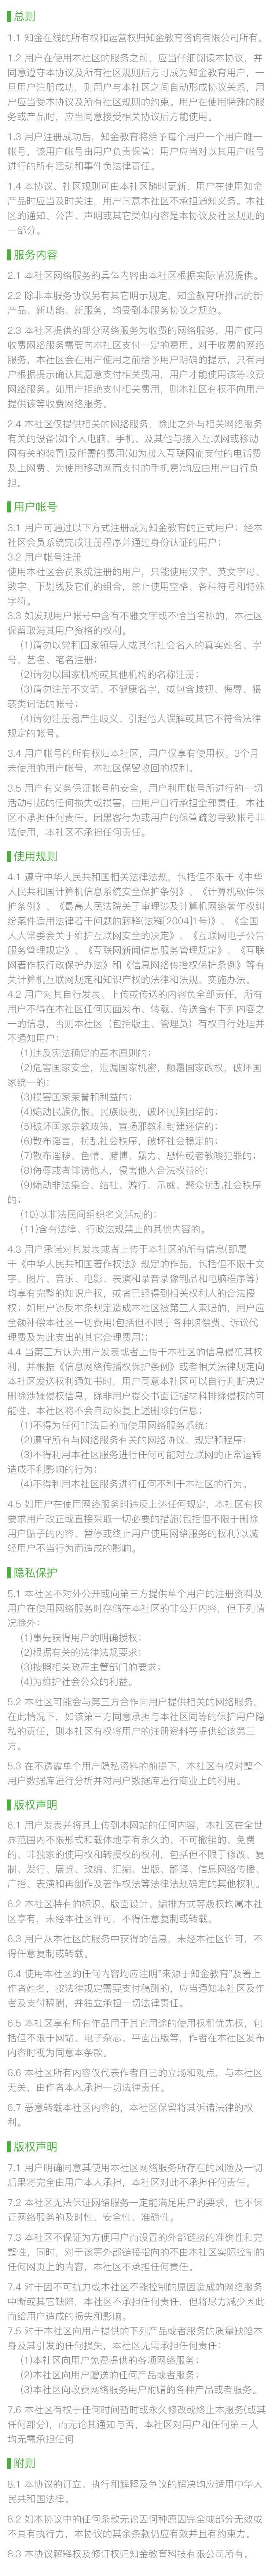 总则
1.1 知金在线的所有权和运营权归知金教育咨询有限公司所有。
1.2 用户在使用本社区的服务之前，应当仔细阅读本协议，并
同意遵守本协议及所有社区规则后方可成为知金教育用户，一
旦用户注册成功，则用户与本社区之间自动形成协议关系，用
户应当受本协议及所有社区规则的约束。用户在使用特殊的服
务或产品时，应当同意接受相关协议后方能使用。
1.3 用户注册成功后，知金教育将给予每个用户一个用户唯一
帐号，该用户帐号由用户负责保管；用户应当对以其用户帐号
进行的所有活动和事件负法律责任。
1.4 本协议、社区规则可由本社区随时更新，用户在使用知金
产品时应当及时关注，用户同意本社区不承担通知义务。本社
区的通知、公告、声明或其它类似内容是本协议及社区规则的
一部分。
服务内容
2.1 本社区网络服务的具体内容由本社区根据实际情况提供。
2.2 除非本服务协议另有其它明示规定，知金教育所推出的新
产品、新功能、新服务，均受到本服务协议之规范。
2.3 本社区提供的部分网络服务为收费的网络服务，用户使用
收费网络服务需要向本社区支付一定的费用。对于收费的网络
服务，本社区会在用户使用之前给予用户明确的提示，只有用
户根据提示确认其愿意支付相关费用，用户才能使用该等收费
网络服务。如用户拒绝支付相关费用，则本社区有权不向用户
提供该等收费网络服务。
2.4 本社区仅提供相关的网络服务，除此之外与相关网络服务
有关的设备(如个人电脑、手机、及其他与接入互联网或移动
网有关的装置)及所需的费用(如为接入互联网而支付的电话费
及上网费、为使用移动网而支付的手机费)均应由用户自行负
担。
用户帐号
3.1 用户可通过以下方式注册成为知金教育的正式用户：经本
社区会员系统完成注册程序并通过身份认证的用户；
3.2 用户帐号注册
使用本社区会员系统注册的用户，只能使用汉字、英文字母、
数字、下划线及它们的组合，禁止使用空格、各种符号和特殊
字符。
3.3 如发现用户帐号中含有不雅文字或不恰当名称的，本社区
保留取消其用户资格的权利。
(1)请勿以党和国家领导人或其他社会名人的真实姓名、字
号、艺名、笔名注册；
(2)请勿以国家机构或其他机构的名称注册；
(3)请勿注册不文明、不健康名字，或包含歧视、侮辱、猥
亵类词语的帐号；
(4)请勿注册易产生歧义、引起他人误解或其它不符合法律
规定的帐号。
3.4 用户帐号的所有权归本社区，用户仅享有使用权。3个月
未使用的用户帐号，本社区保留收回的权利。
3.5 用户有义务保证帐号的安全，用户利用帐号所进行的一切
活动引起的任何损失或损害，由用户自行承担全部责任，本社
区不承担任何责任。因黑客行为或用户的保管疏忽导致帐号非
法使用，本社区不承担任何责任。
使用规则
4.1 遵守中华人民共和国相关法律法规，包括但不限于《中华
人民共和国计算机信息系统安全保护条例》、《计算机软件保
护条例》、《最高人民法院关于审理涉及计算机网络著作权纠
纷案件适用法律若干问题的解释(法释[2004]1号)》、《全国
人大常委会关于维护互联网安全的决定》、《互联网电子公告
服务管理规定》、《互联网新闻信息服务管理规定》、《互联
网著作权行政保护办法》和《信息网络传播权保护条例》等有
关计算机互联网规定和知识产权的法律和法规、实施办法。
4.2 用户对其自行发表、上传或传送的内容负全部责任，所有
用户不得在本社区任何页面发布、转载、传送含有下列内容之
一的信息，否则本社区（包括版主、管理员）有权自行处理并
不通知用户：
(1)违反宪法确定的基本原则的；
(2)危害国家安全，泄漏国家机密，颠覆国家政权，破坏国
家统一的；
(3)损害国家荣誉和利益的；
(4)煽动民族仇恨、民族歧视，破坏民族团结的；
(5)破坏国家宗教政策，宣扬邪教和封建迷信的；
(6)散布谣言，扰乱社会秩序，破坏社会稳定的；
(7)散布淫秽、色情、赌博、暴力、恐怖或者教唆犯罪的；
(8)侮辱或者诽谤他人，侵害他人合法权益的；
(9)煽动非法集会、结社、游行、示威、聚众扰乱社会秩序
的；
(10)以非法民间组织名义活动的；
(11)含有法律、行政法规禁止的其他内容的。
4.3 用户承诺对其发表或者上传于本社区的所有信息(即属
于《中华人民共和国著作权法》规定的作品，包括但不限于文
字、图片、音乐、电影、表演和录音录像制品和电脑程序等)
均享有完整的知识产权，或者已经得到相关权利人的合法授
权；如用户违反本条规定造成本社区被第三人索赔的，用户应
全额补偿本社区一切费用(包括但不限于各种赔偿费、诉讼代
理费及为此支出的其它合理费用)；
4.4 当第三方认为用户发表或者上传于本社区的信息侵犯其权
利，并根据《信息网络传播权保护条例》或者相关法律规定向
本社区发送权利通知书时，用户同意本社区可以自行判断决定
删除涉嫌侵权信息，除非用户提交书面证据材料排除侵权的可
能性，本社区将不会自动恢复上述删除的信息；
(1)不得为任何非法目的而使用网络服务系统；
(2)遵守所有与网络服务有关的网络协议、规定和程序；
(3)不得利用本社区服务进行任何可能对互联网的正常运转
造成不利影响的行为；
(4)不得利用本社区服务进行任何不利于本社区的行为。
4.5 如用户在使用网络服务时违反上述任何规定，本社区有权
要求用户改正或直接采取一切必要的措施(包括但不限于删除
用户贴子的内容、暂停或终止用户使用网络服务的权利)以减
轻用户不当行为而造成的影响。
隐私保护
5.1 本社区不对外公开或向第三方提供单个用户的注册资料及
用户在使用网络服务时存储在本社区的非公开内容，但下列情
况除外：
(1)事先获得用户的明确授权；
(2)根据有关的法律法规要求；
(3)按照相关政府主管部门的要求；
(4)为维护社会公众的利益。
5.2 本社区可能会与第三方合作向用户提供相关的网络服务，
在此情况下，如该第三方同意承担与本社区同等的保护用户隐
私的责任，则本社区有权将用户的注册资料等提供给该第三
方。
5.3 在不透露单个用户隐私资料的前提下，本社区有权对整个
用户数据库进行分析并对用户数据库进行商业上的利用。
版权声明
6.1 用户发表并将其上传到本网站的任何内容，本社区在全世
界范围内不限形式和载体地享有永久的、不可撤销的、免费
的、非独家的使用权和转授权的权利，包括但不限于修改、复
制、发行、展览、改编、汇编、出版、翻译、信息网络传播、
广播、表演和再创作及著作权法等法律法规确定的其他权利。
6.2 本社区特有的标识、版面设计、编排方式等版权均属本社
区享有，未经本社区许可，不得任意复制或转载。
6.3 用户从本社区的服务中获得的信息，未经本社区许可，不
得任意复制或转载。
6.4 使用本社区的任何内容均应注明"来源于知金教育"及署上
作者姓名，按法律规定需要支付稿酬的，应当通知本社区及作
者及支付稿酬，并独立承担一切法律责任。
6.5 本社区享有所有作品用于其它用途的使用权和优先权，包
括但不限于网站、电子杂志、平面出版等，作者在本社区发布
内容时视为同意本条款。
6.6 本社区所有内容仅代表作者自己的立场和观点，与本社区
无关，由作者本人承担一切法律责任。
6.7 恶意转载本社区内容的，本社区保留将其诉诸法律的权
利。
版权声明
7.1 用户明确同意其使用本社区网络服务所存在的风险及一切
后果将完全由用户本人承担，本社区对此不承担任何责任。
7.2 本社区无法保证网络服务一定能满足用户的要求，也不保
证网络服务的及时性、安全性、准确性。
7.3 本社区不保证为方便用户而设置的外部链接的准确性和完
整性，同时，对于该等外部链接指向的不由本社区实际控制的
任何网页上的内容，本社区不承担任何责任。
7.4 对于因不可抗力或本社区不能控制的原因造成的网络服务
中断或其它缺陷，本社区不承担任何责任，但将尽力减少因此
而给用户造成的损失和影响。
7.5 对于本社区向用户提供的下列产品或者服务的质量缺陷本
身及其引发的任何损失，本社区无需承担任何责任：
(1)本社区向用户免费提供的各项网络服务；
(2)本社区向用户赠送的任何产品或者服务；
(3)本社区向收费网络服务用户附赠的各种产品或者服务。
7.6 本社区有权于任何时间暂时或永久修改或终止本服务(或其
任何部分)，而无论其通知与否，本社区对用户和任何第三人
均无需承担任何
附则
8.1 本协议的订立、执行和解释及争议的解决均应适用中华人
民共和国法律。
8.2 如本协议中的任何条款无论因何种原因完全或部分无效或
不具有执行力，本协议的其余条款仍应有效并且有约束力。
8.3 本协议解释权及修订权归知金教育科技有限公司所有。